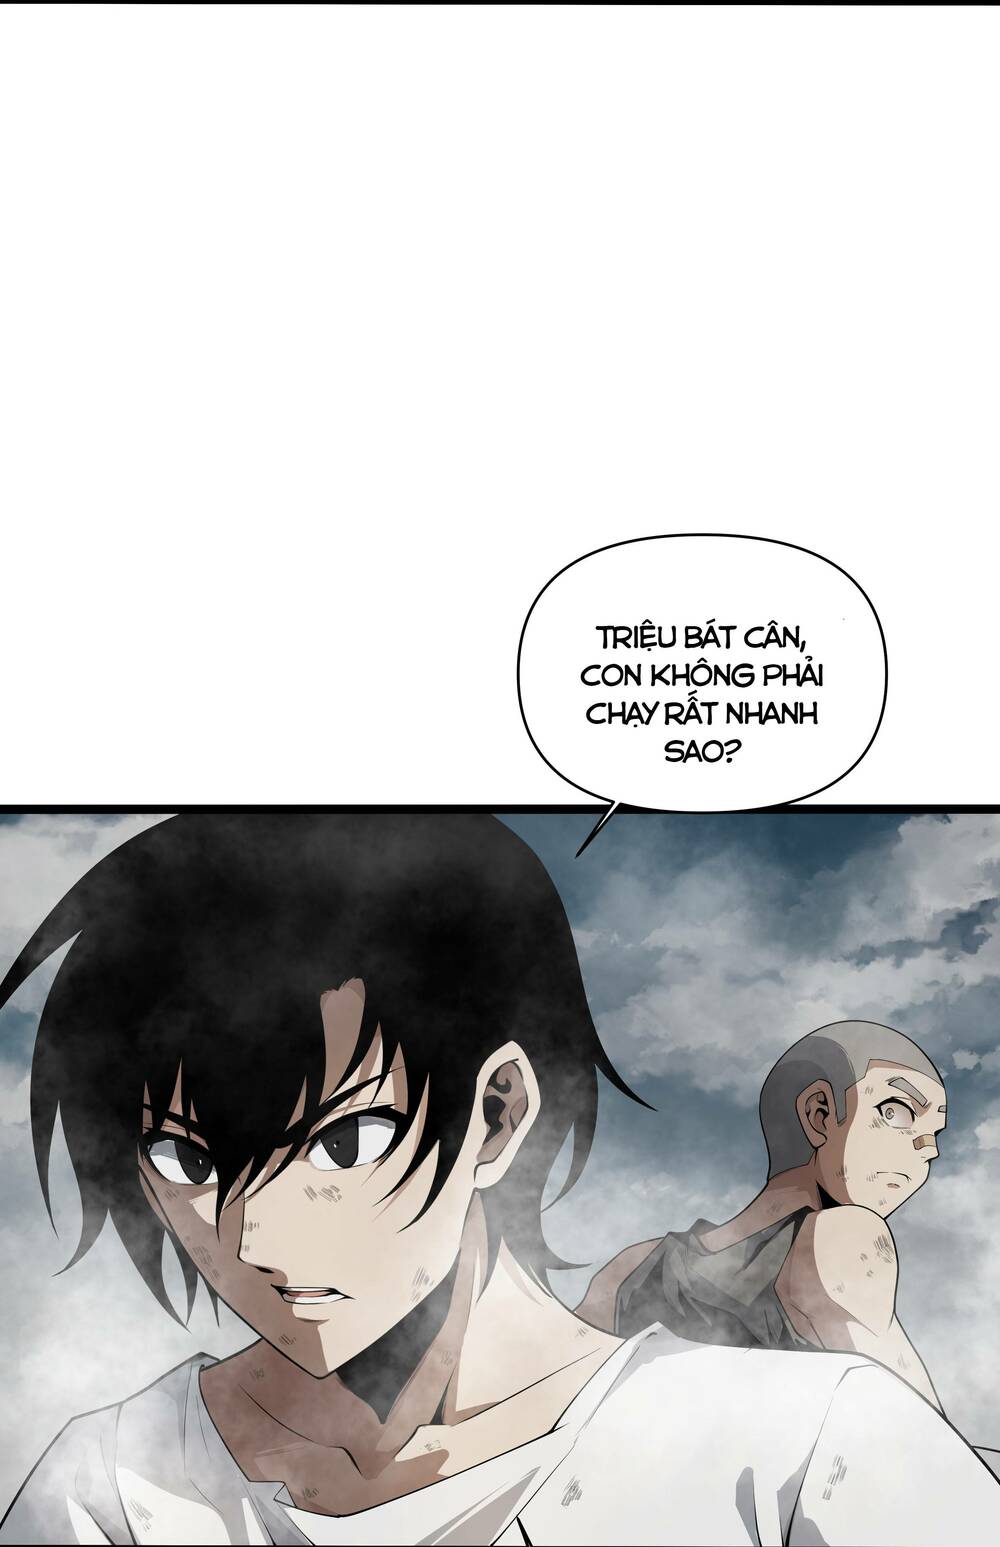 TRIỆU BÁT CÂN,
CON KHÔNG PHẢI
CHẠY RẤT NHANH
SAO?